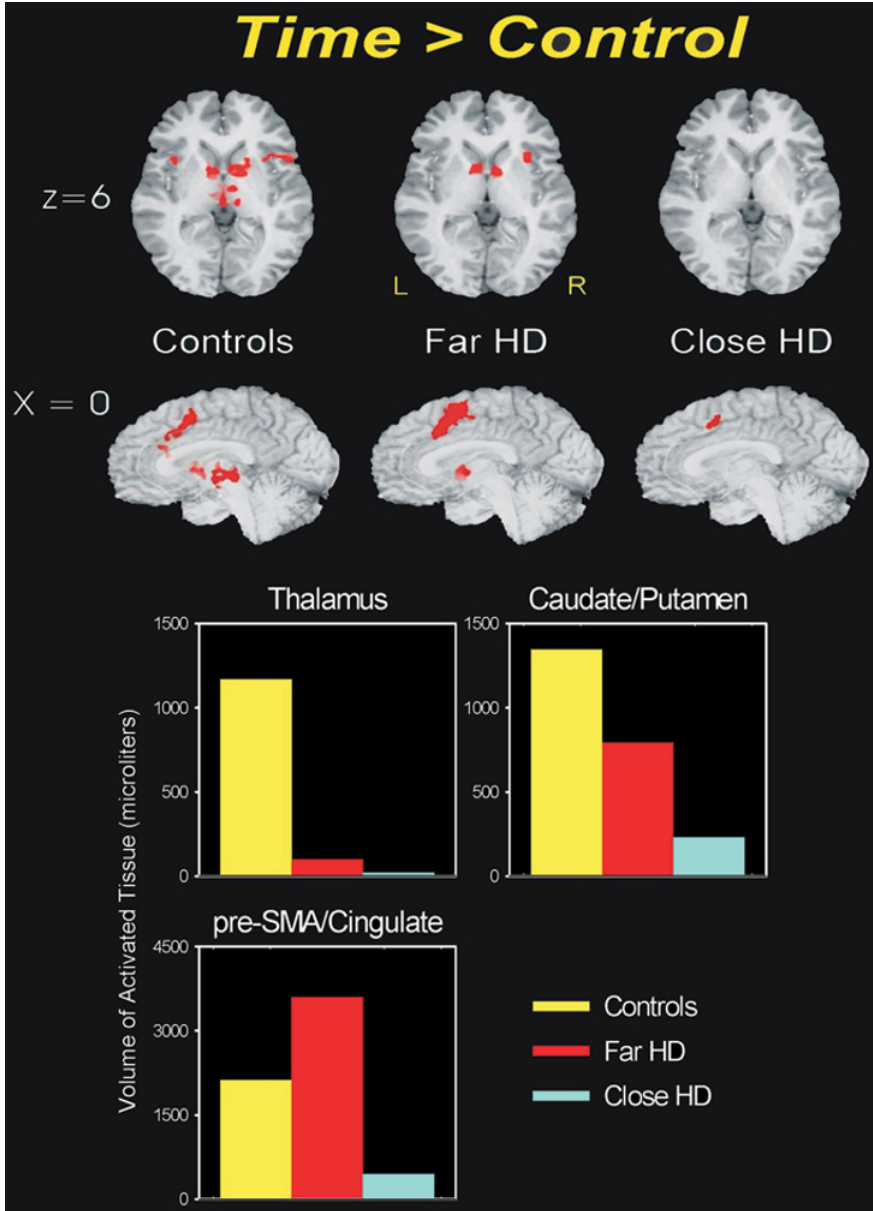 Time > Control
z=6
L
R
Controls
Far HD
Close HD
X = 0
Thalamus
Caudate/Putamen
1500
1000
500
0
1500
1000
500
0
pre-SMA/Cingulate
4500
3000
1500
0
Volume of Activated Tissue (microliters)
Controls
Far HD
Close HD